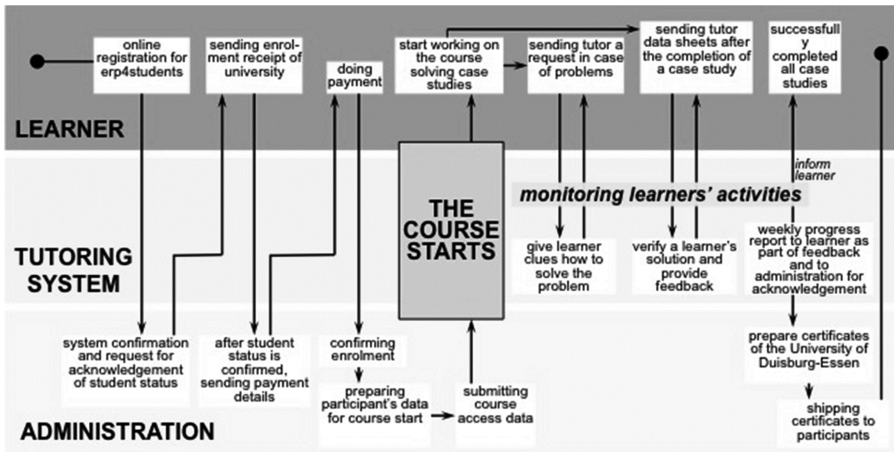 online
registration for
erp4students
sending enrol-
ment receipt of
university
doing
payment
start working on
the course
solving case
studies
sending tutor a
request in case
of problems
sending tutor
data sheets after
the completion of
a case study
successfull
y
completed
all case
studies
LEARNER
inform
learner
monitoring learners' activities
THE
COURSE
STARTS
TUTORING
SYSTEM
give learner
clues how to
solve the
problem
verify a learner's
solution and
provide
feedback
weekly progress
report to learner as
part of feedback
and to
administration for
acknowledgement
system confirmation
and request for
acknowledgement
of student status
after student
status is
confirmed,
sending payment
details
confirming
enrolment
preparing
participant's data
for course start
submitting
course
access data
prepare certificates
of the University of
Duisburg-Essen
shipping
certificates to
participants
ADMINISTRATION